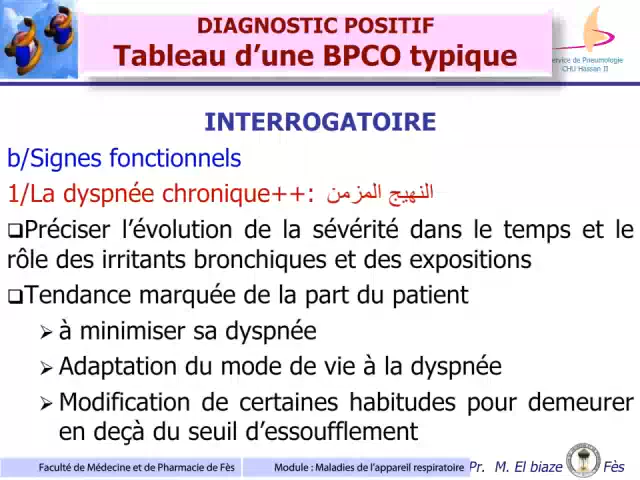 DIAGNOSTIC POSITIF
Tableau d’une BPCO typique
Service de Pneumologie
CHU Hassan II
INTERROGATOIRE
b/Signes fonctionnels
1/La dyspnée chronique++: النهيج المزمن
Préciser l’évolution de la sévérité dans le temps et le
rôle des irritants bronchiques et des expositions
Tendance marquée de la part du patient
à minimiser sa dyspnée
Adaptation du mode de vie à la dyspnée
Modification de certaines habitudes pour demeurer
en deçà du seuil d’essoufflement
Faculté de Médecine et de Pharmacie de Fès Module : Maladies de l’appareil respiratoire Pr. M. El biaze Fès